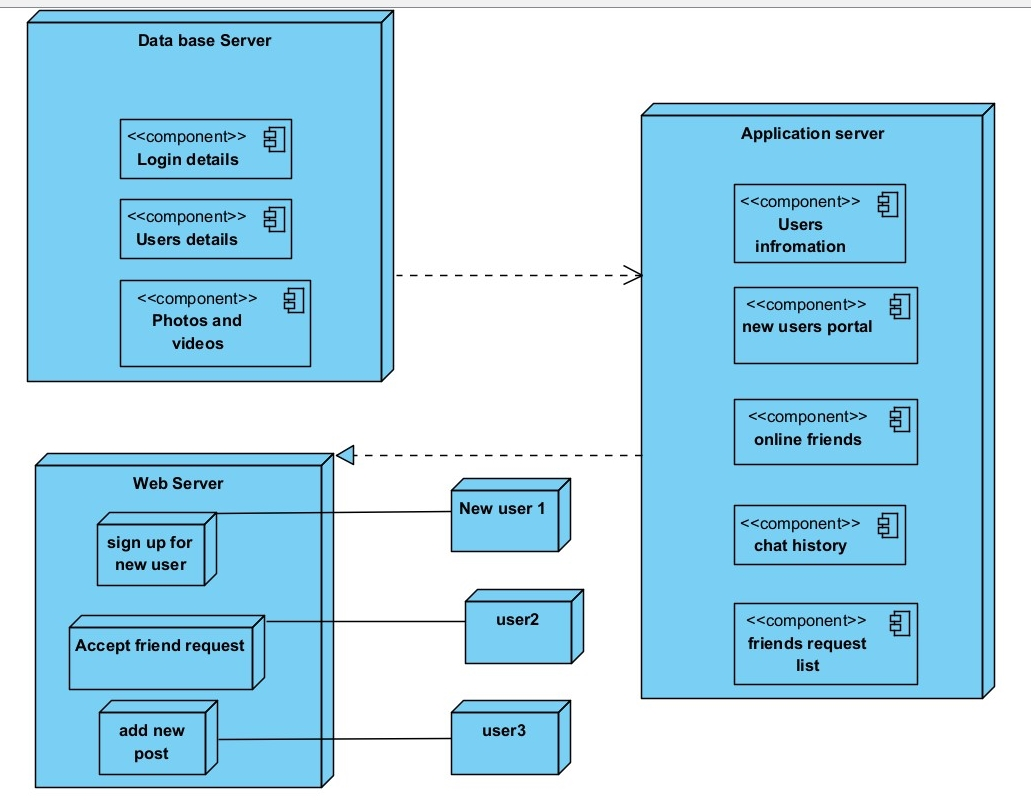 Data base Server
<<component>>
Login details
<<component>>
Users details
<<component>>
Photos and
videos
Application server
<<component>>
Users
infromation
<<component>>
new users portal
<<component>>
online friends
<<component>>
chat history
<<component>>
friends request
list
Web Server
sign up for
new user
Accept friend request
add new
post
New user 1
user2
user3